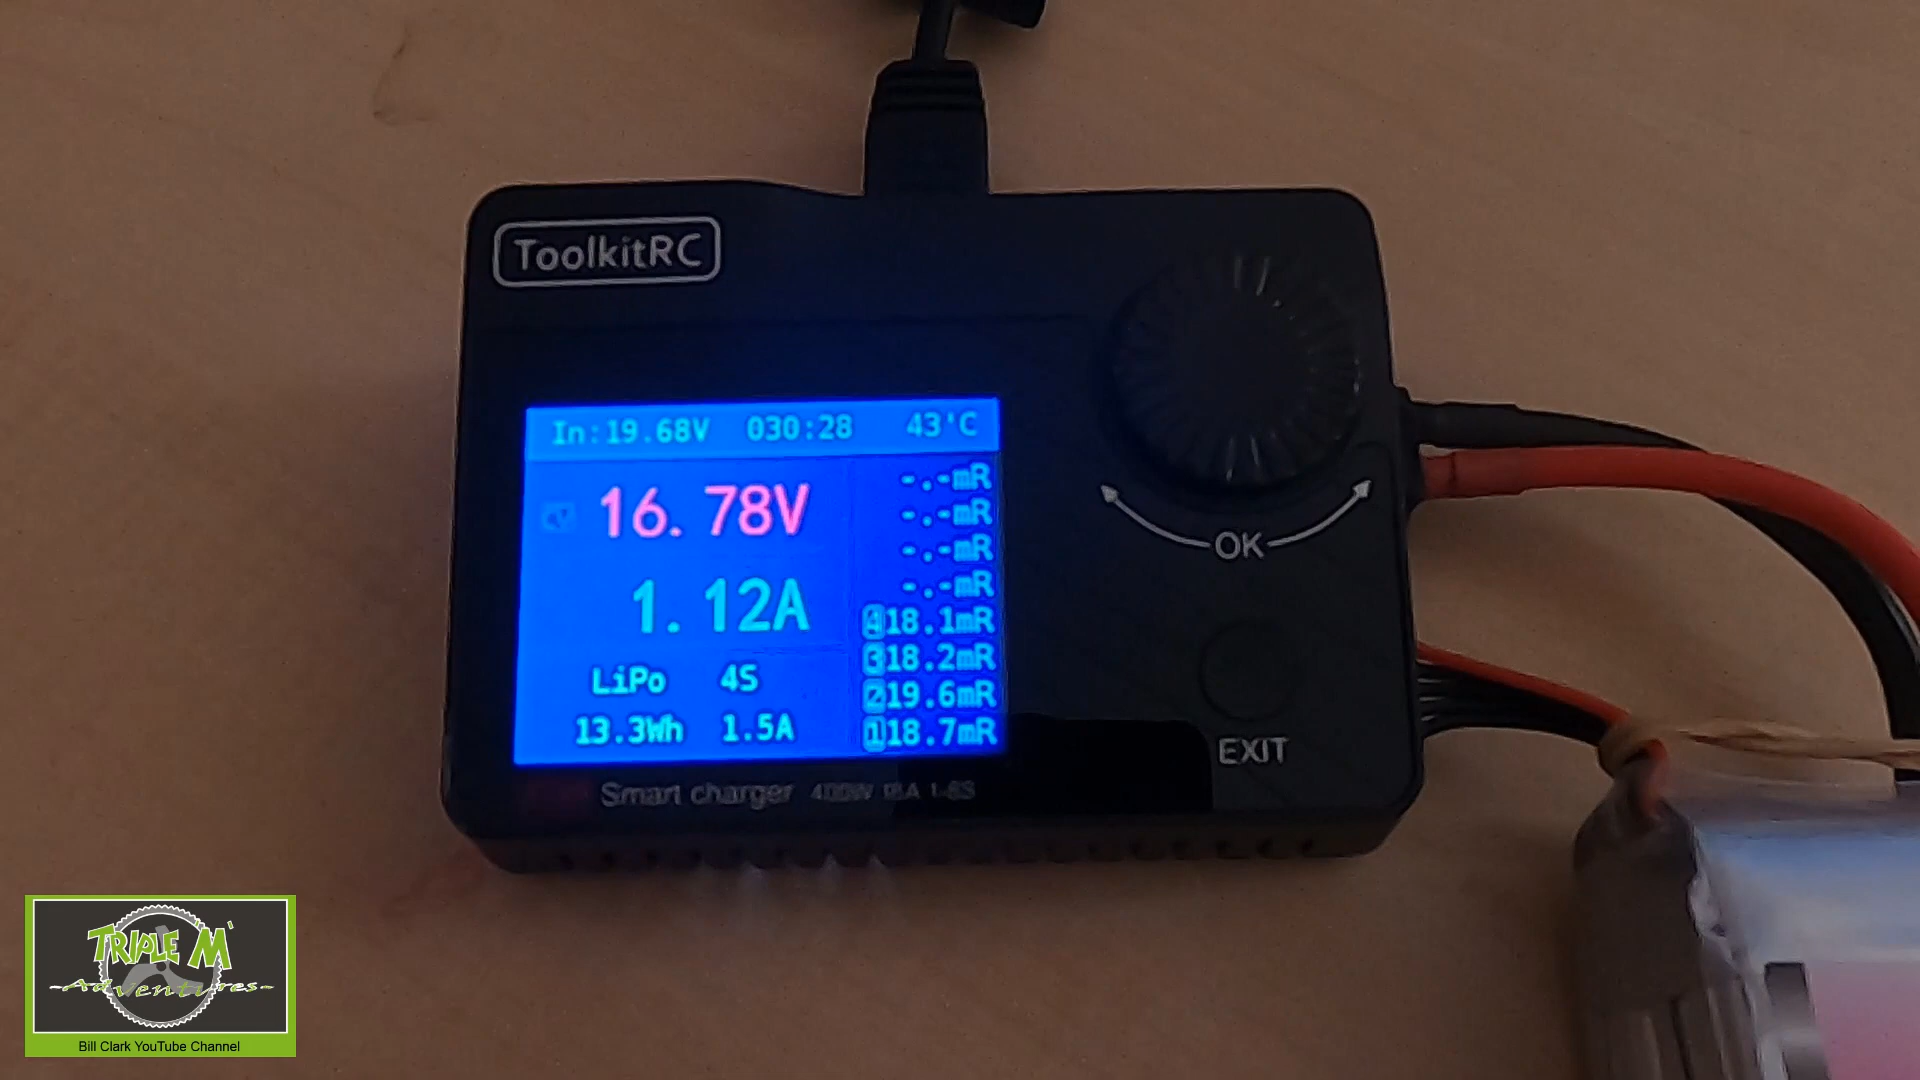 ToolkitRC
In:19.68V 030:28 43'C
CV 16.78V
1.12A
LiPo 4S
13.3Wh 1.5A
-.-mR
-.-mR
-.-mR
-.-mR
4 18.1mR
3 18.2mR
2 19.6mR
1 18.7mR
OK
EXIT
Smart charger 400W
TRIPLE M
-Adventures-
Bill Clark YouTube Channel